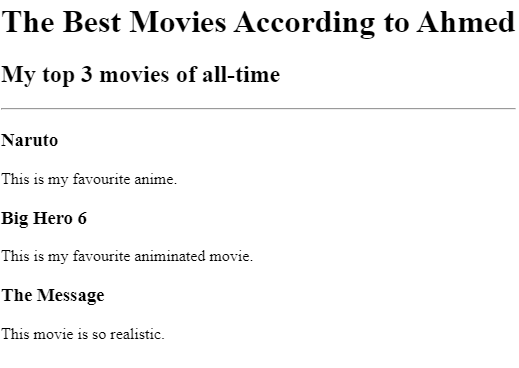 The Best Movies According to Ahmed
My top 3 movies of all-time
Naruto
This is my favourite anime.
Big Hero 6
This is my favourite animinated movie.
The Message
This movie is so realistic.